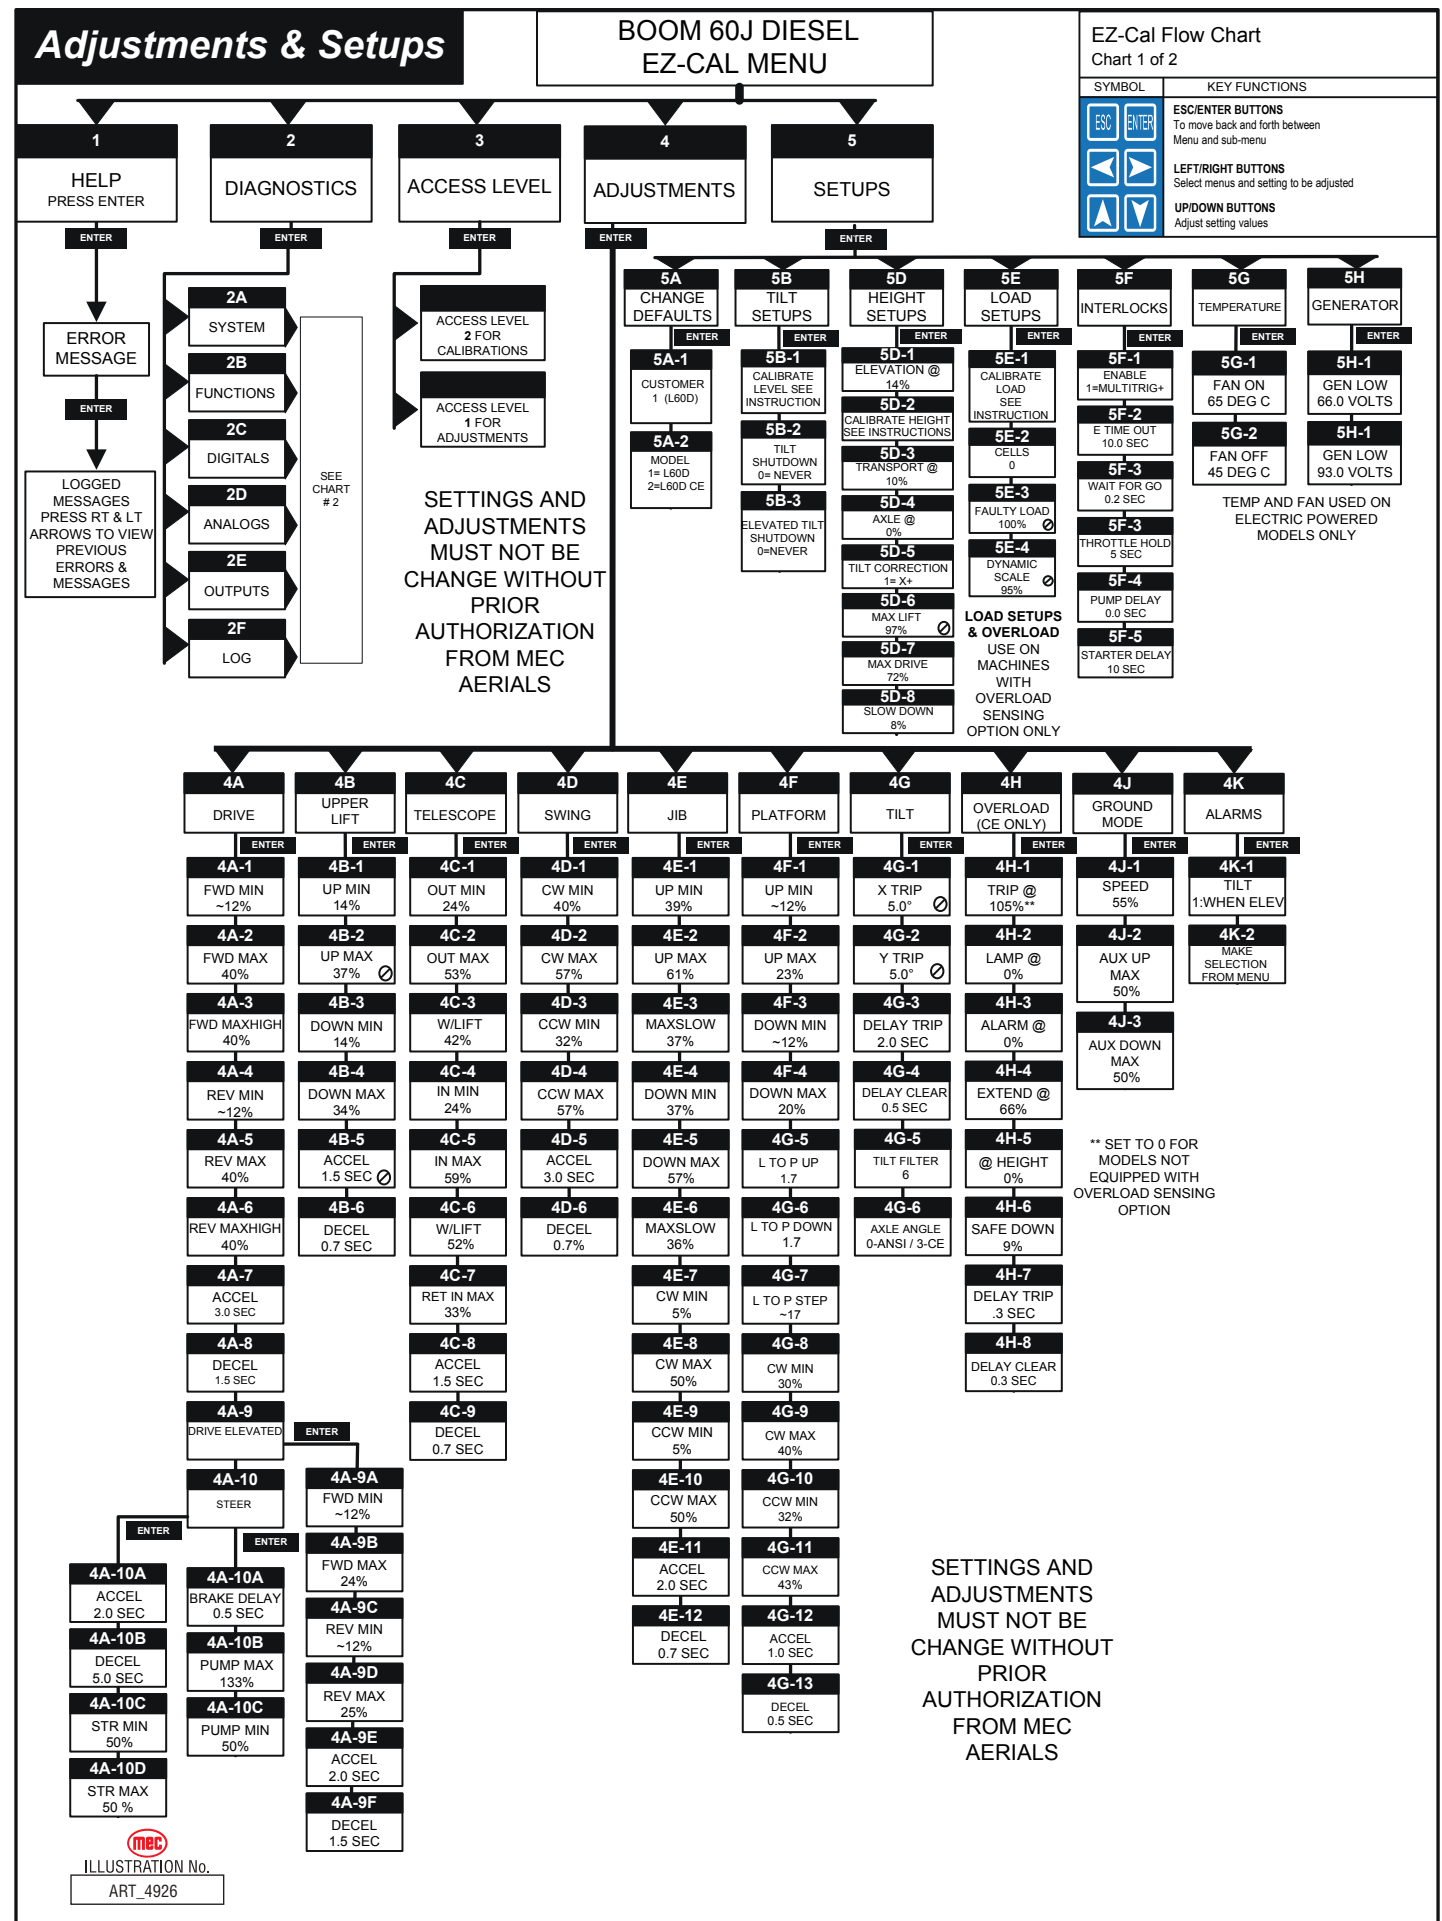 Adjustments & Setups
BOOM 60J DIESEL
EZ-CAL MENU
EZ-Cal Flow Chart
Chart 1 of 2
SYMBOL
KEY FUNCTIONS
ESC
ENTER
ESC/ENTER BUTTONS
To move back and forth between
Menu and sub-menu
LEFT/RIGHT BUTTONS
Select menus and setting to be adjusted
UP/DOWN BUTTONS
Adjust setting values
1
HELP
PRESS ENTER
2
DIAGNOSTICS
3
ACCESS LEVEL
4
ADJUSTMENTS
5
SETUPS
ENTER
ENTER
ENTER
ENTER
ENTER
ERROR
MESSAGE
ENTER
LOGGED
MESSAGES
PRESS RT & LT
ARROWS TO VIEW
PREVIOUS
ERRORS &
MESSAGES
2A
SYSTEM
2B
FUNCTIONS
2C
DIGITALS
2D
ANALOGS
2E
OUTPUTS
2F
LOG
SEE
CHART
# 2
ACCESS LEVEL
2 FOR
CALIBRATIONS
ACCESS LEVEL
1 FOR
ADJUSTMENTS
SETTINGS AND
ADJUSTMENTS
MUST NOT BE
CHANGE WITHOUT
PRIOR
AUTHORIZATION
FROM MEC
AERIALS
5A
CHANGE
DEFAULTS
ENTER
5A-1
CUSTOMER
1 (L60D)
5A-2
MODEL
1= L60D
2=L60D CE
5B
TILT
SETUPS
ENTER
5B-1
CALIBRATE
LEVEL SEE
INSTRUCTION
5B-2
TILT
SHUTDOWN
0= NEVER
5B-3
ELEVATED TILT
SHUTDOWN
0=NEVER
5D
HEIGHT
SETUPS
ENTER
5D-1
ELEVATION @
14%
5D-2
CALIBRATE HEIGHT
SEE INSTRUCTIONS
5D-3
TRANSPORT @
10%
5D-4
AXLE @
0%
5D-5
TILT CORRECTION
1= X+
5D-6
MAX LIFT
97%
5D-7
MAX DRIVE
72%
5D-8
SLOW DOWN
8%
5E
LOAD
SETUPS
ENTER
5E-1
CALIBRATE
LOAD
SEE
INSTRUCTION
5E-2
CELLS
0
5E-3
FAULTY LOAD
100%
5E-4
DYNAMIC
SCALE
95%
LOAD SETUPS
& OVERLOAD
USE ON
MACHINES
WITH
OVERLOAD
SENSING
OPTION ONLY
5F
INTERLOCKS
ENTER
5F-1
ENABLE
1=MULTITRIG+
5F-2
E TIME OUT
10.0 SEC
5F-3
WAIT FOR GO
0.2 SEC
5F-3
THROTTLE HOLD
5 SEC
5F-4
PUMP DELAY
0.0 SEC
5F-5
STARTER DELAY
10 SEC
5G
TEMPERATURE
ENTER
5G-1
FAN ON
65 DEG C
5G-2
FAN OFF
45 DEG C
5H
GENERATOR
ENTER
5H-1
GEN LOW
66.0 VOLTS
5H-1
GEN LOW
93.0 VOLTS
TEMP AND FAN USED ON
ELECTRIC POWERED
MODELS ONLY
4A
DRIVE
ENTER
4A-1
FWD MIN
~12%
4A-2
FWD MAX
40%
4A-3
FWD MAXHIGH
40%
4A-4
REV MIN
~12%
4A-5
REV MAX
40%
4A-6
REV MAXHIGH
40%
4A-7
ACCEL
3.0 SEC
4A-8
DECEL
1.5 SEC
4A-9
DRIVE ELEVATED
ENTER
4A-10
STEER
ENTER
ENTER
4A-10A
ACCEL
2.0 SEC
4A-10B
DECEL
5.0 SEC
4A-10C
STR MIN
50%
4A-10D
STR MAX
50 %
4A-10A
BRAKE DELAY
0.5 SEC
4A-10B
PUMP MAX
133%
4A-10C
PUMP MIN
50%
4A-9A
FWD MIN
~12%
4A-9B
FWD MAX
24%
4A-9C
REV MIN
~12%
4A-9D
REV MAX
25%
4A-9E
ACCEL
2.0 SEC
4A-9F
DECEL
1.5 SEC
4B
UPPER
LIFT
ENTER
4B-1
UP MIN
14%
4B-2
UP MAX
37%
4B-3
DOWN MIN
14%
4B-4
DOWN MAX
34%
4B-5
ACCEL
1.5 SEC
4B-6
DECEL
0.7 SEC
4C
TELESCOPE
ENTER
4C-1
OUT MIN
24%
4C-2
OUT MAX
53%
4C-3
W/LIFT
42%
4C-4
IN MIN
24%
4C-5
IN MAX
59%
4C-6
W/LIFT
52%
4C-7
RET IN MAX
33%
4C-8
ACCEL
1.5 SEC
4C-9
DECEL
0.7 SEC
4D
SWING
ENTER
4D-1
CW MIN
40%
4D-2
CW MAX
57%
4D-3
CCW MIN
32%
4D-4
CCW MAX
57%
4D-5
ACCEL
3.0 SEC
4D-6
DECEL
0.7%
4E
JIB
ENTER
4E-1
UP MIN
39%
4E-2
UP MAX
61%
4E-3
MAXSLOW
37%
4E-4
DOWN MIN
37%
4E-5
DOWN MAX
57%
4E-6
MAXSLOW
36%
4E-7
CW MIN
5%
4E-8
CW MAX
50%
4E-9
CCW MIN
5%
4E-10
CCW MAX
50%
4E-11
ACCEL
2.0 SEC
4E-12
DECEL
0.7 SEC
4F
PLATFORM
ENTER
4F-1
UP MIN
~12%
4F-2
UP MAX
23%
4F-3
DOWN MIN
~12%
4F-4
DOWN MAX
20%
4G-5
L TO P UP
1.7
4G-6
L TO P DOWN
1.7
4G-7
L TO P STEP
~17
4G-8
CW MIN
30%
4G-9
CW MAX
40%
4G-10
CCW MIN
32%
4G-11
CCW MAX
43%
4G-12
ACCEL
1.0 SEC
4G-13
DECEL
0.5 SEC
4G
TILT
ENTER
4G-1
X TRIP
5.0°
4G-2
Y TRIP
5.0°
4G-3
DELAY TRIP
2.0 SEC
4G-4
DELAY CLEAR
0.5 SEC
4G-5
TILT FILTER
6
4G-6
AXLE ANGLE
0-ANSI / 3-CE
4H
OVERLOAD
(CE ONLY)
ENTER
4H-1
TRIP @
105%**
4H-2
LAMP @
0%
4H-3
ALARM @
0%
4H-4
EXTEND @
66%
4H-5
@ HEIGHT
0%
4H-6
SAFE DOWN
9%
4H-7
DELAY TRIP
.3 SEC
4H-8
DELAY CLEAR
0.3 SEC
4J
GROUND
MODE
ENTER
4J-1
SPEED
55%
4J-2
AUX UP
MAX
50%
4J-3
AUX DOWN
MAX
50%
4K
ALARMS
ENTER
4K-1
TILT
1:WHEN ELEV
4K-2
MAKE
SELECTION
FROM MENU
** SET TO 0 FOR
MODELS NOT
EQUIPPED WITH
OVERLOAD SENSING
OPTION
SETTINGS AND
ADJUSTMENTS
MUST NOT BE
CHANGE WITHOUT
PRIOR
AUTHORIZATION
FROM MEC
AERIALS
mec
ILLUSTRATION No.
ART_4926